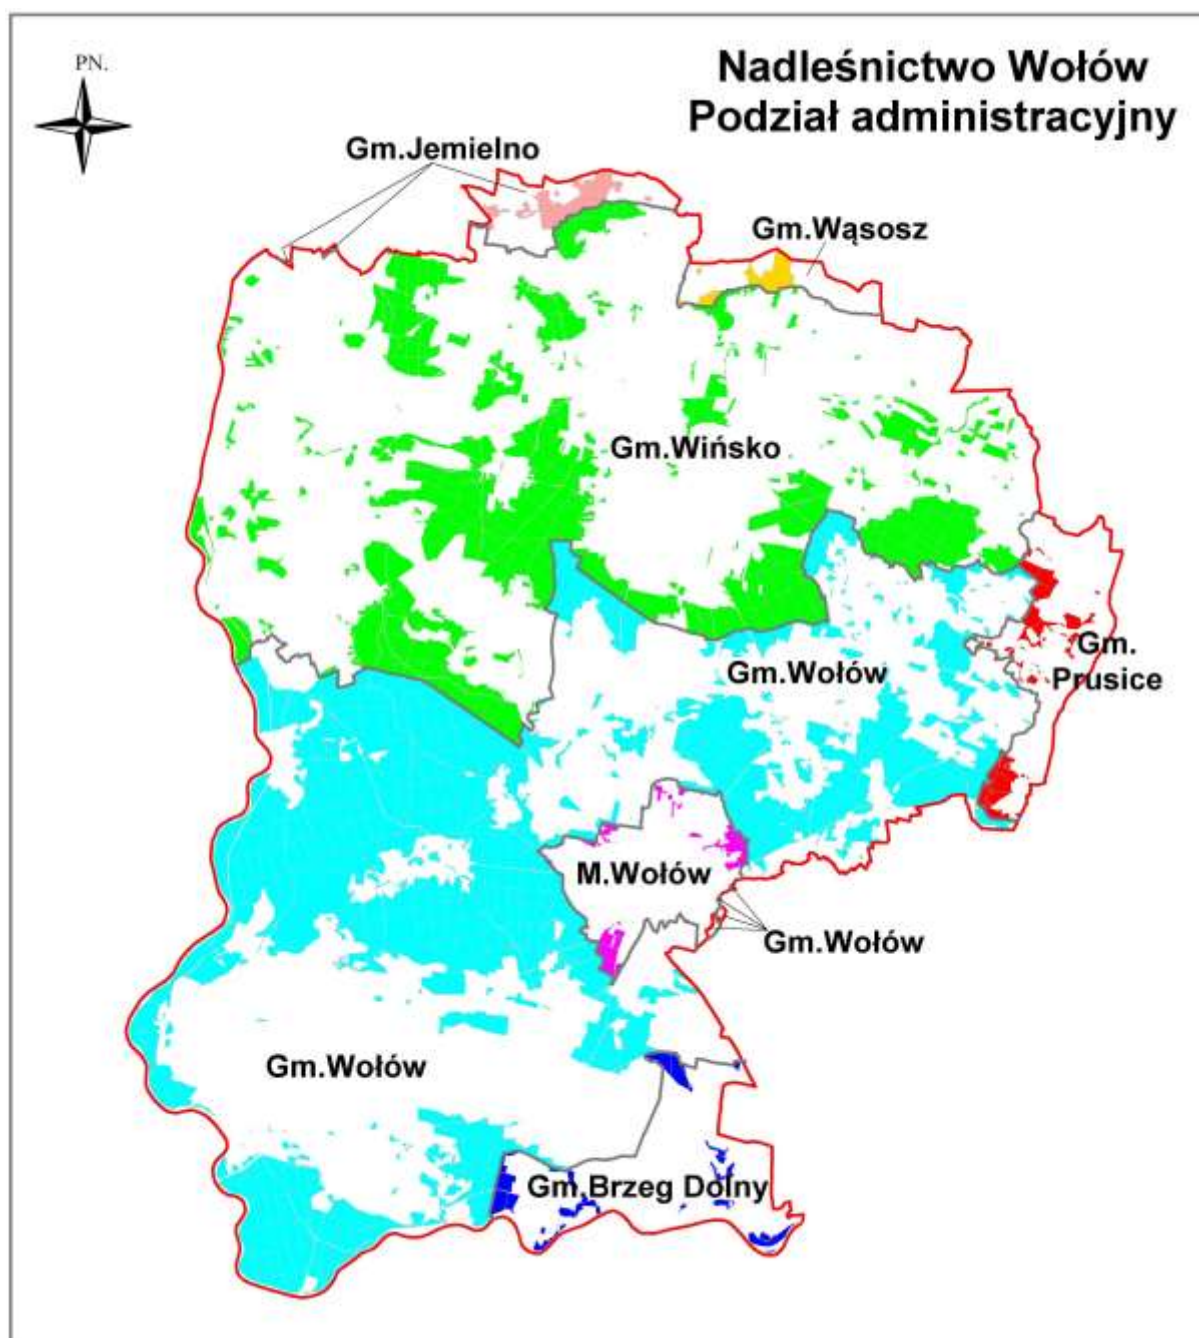 PN.
Nadleśnictwo Wołów
Podział administracyjny
Gm.Jemielno
Gm.Wąsosz
Gm.Wińsko
Gm.Wołów
Gm.
Prusice
M.Wołów
Gm.Wołów
Gm.Wołów
Gm.Brzeg Dolny